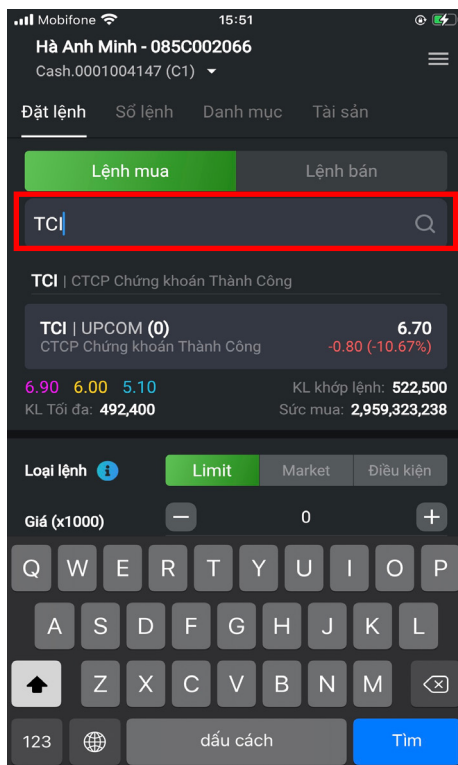 Mobifone 15:51
Hà Anh Minh - 085C002066
Cash.0001004147 (C1)
Đặt lệnh Sổ lệnh Danh mục Tài sản
Lệnh mua Lệnh bán
TCI
TCI | CTCP Chứng khoán Thành Công
TCI | UPCOM (0) 6.70
CTCP Chứng khoán Thành Công -0.80 (-10.67%)
6.90 6.00 5.10 KL khớp lệnh: 522,500
KL Tối đa: 492,400 Sức mua: 2,959,323,238
Loại lệnh i Limit Market Điều kiện
Giá (x1000) − 0 +
Q W E R T Y U I O P
A S D F G H J K L
Z X C V B N M
123 dấu cách Tìm